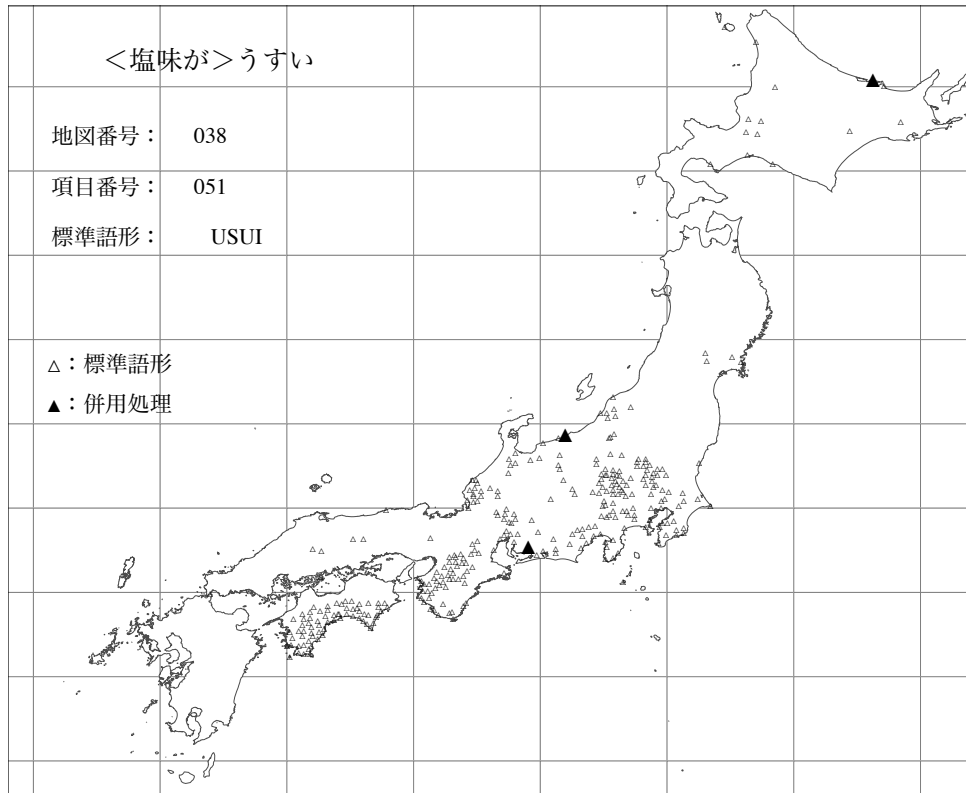 ＜塩味が＞うすい
地図番号： 038
項目番号： 051
標準語形： USUI
△：標準語形
▲：併用処理